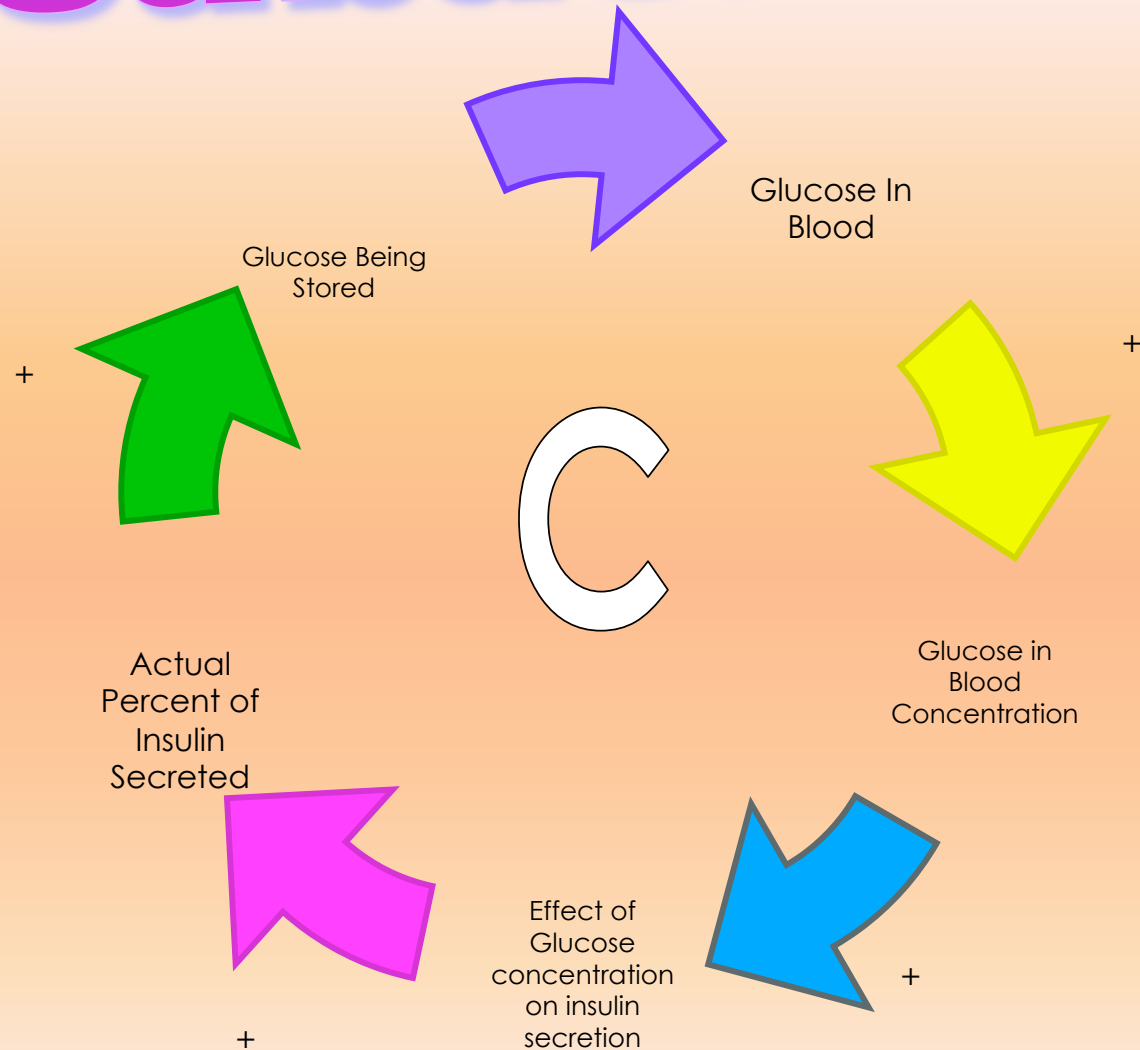 Glucose In
Blood
Glucose Being
Stored
+
+
C
Glucose in
Blood
Concentration
Actual
Percent of
Insulin
Secreted
Effect of
Glucose
concentration
on insulin
secretion
+
+